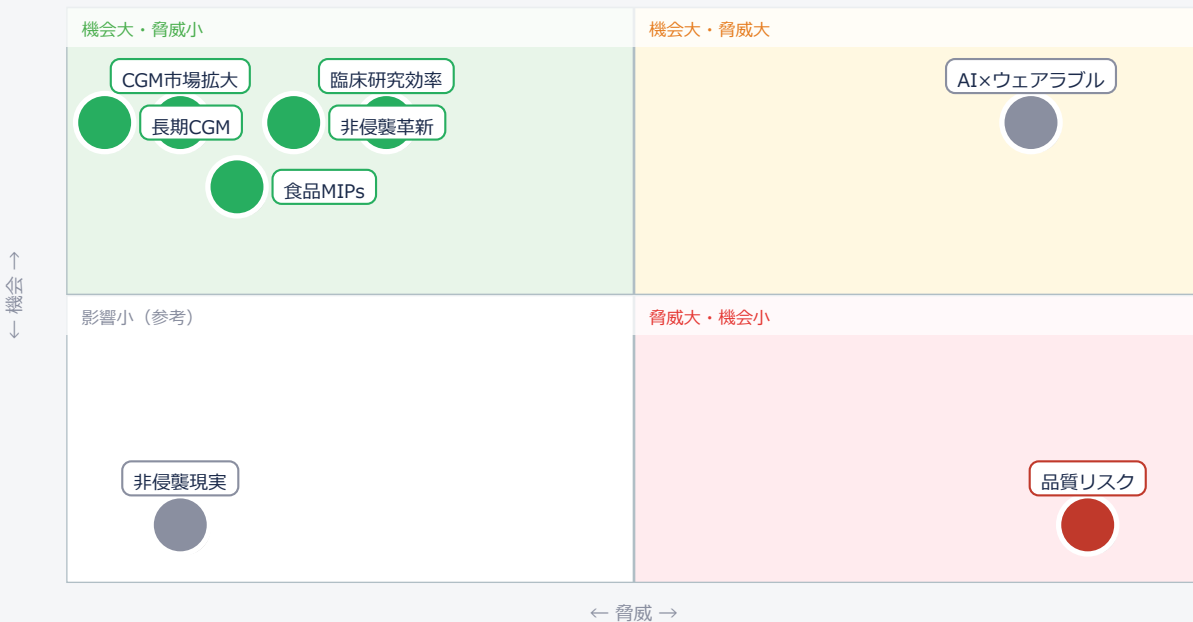 機会大・脅威小
機会大・脅威大
CGM市場拡大
臨床研究効率
AI×ウェアラブル
長期CGM
非侵襲革新
食品MIPs
← 機会 →
影響小（参考）
脅威大・機会小
非侵襲現実
品質リスク
← 脅威 →